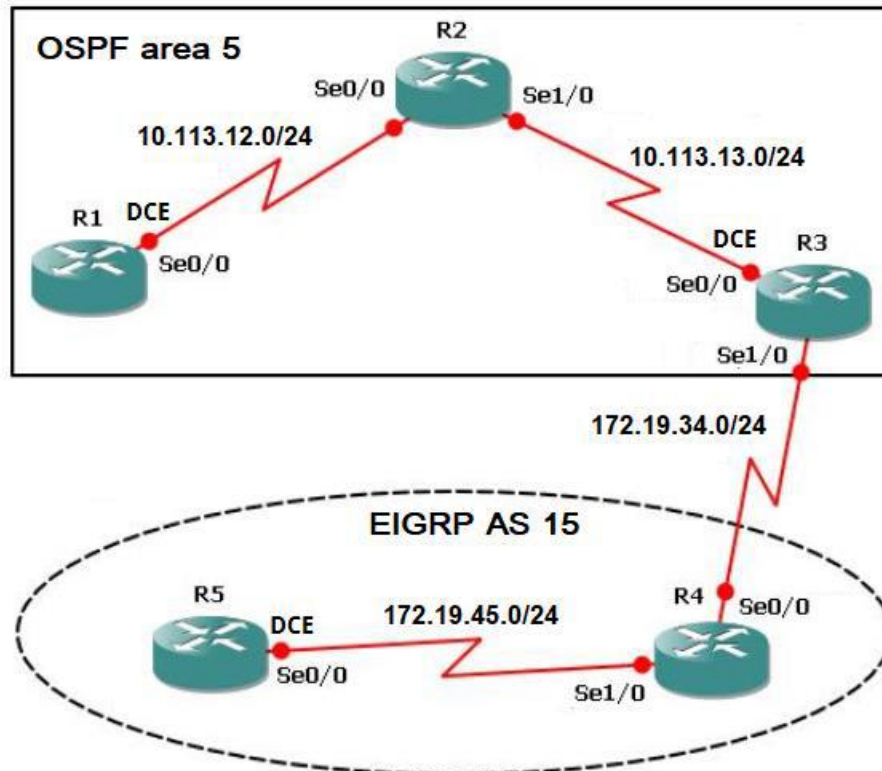 R2
OSPF area 5
Se0/0
Se1/0
10.113.12.0/24
10.113.13.0/24
R1
DCE
Se0/0
DCE
R3
Se0/0
Se1/0
172.19.34.0/24
EIGRP AS 15
R5
172.19.45.0/24
R4
DCE
Se0/0
Se0/0
Se1/0